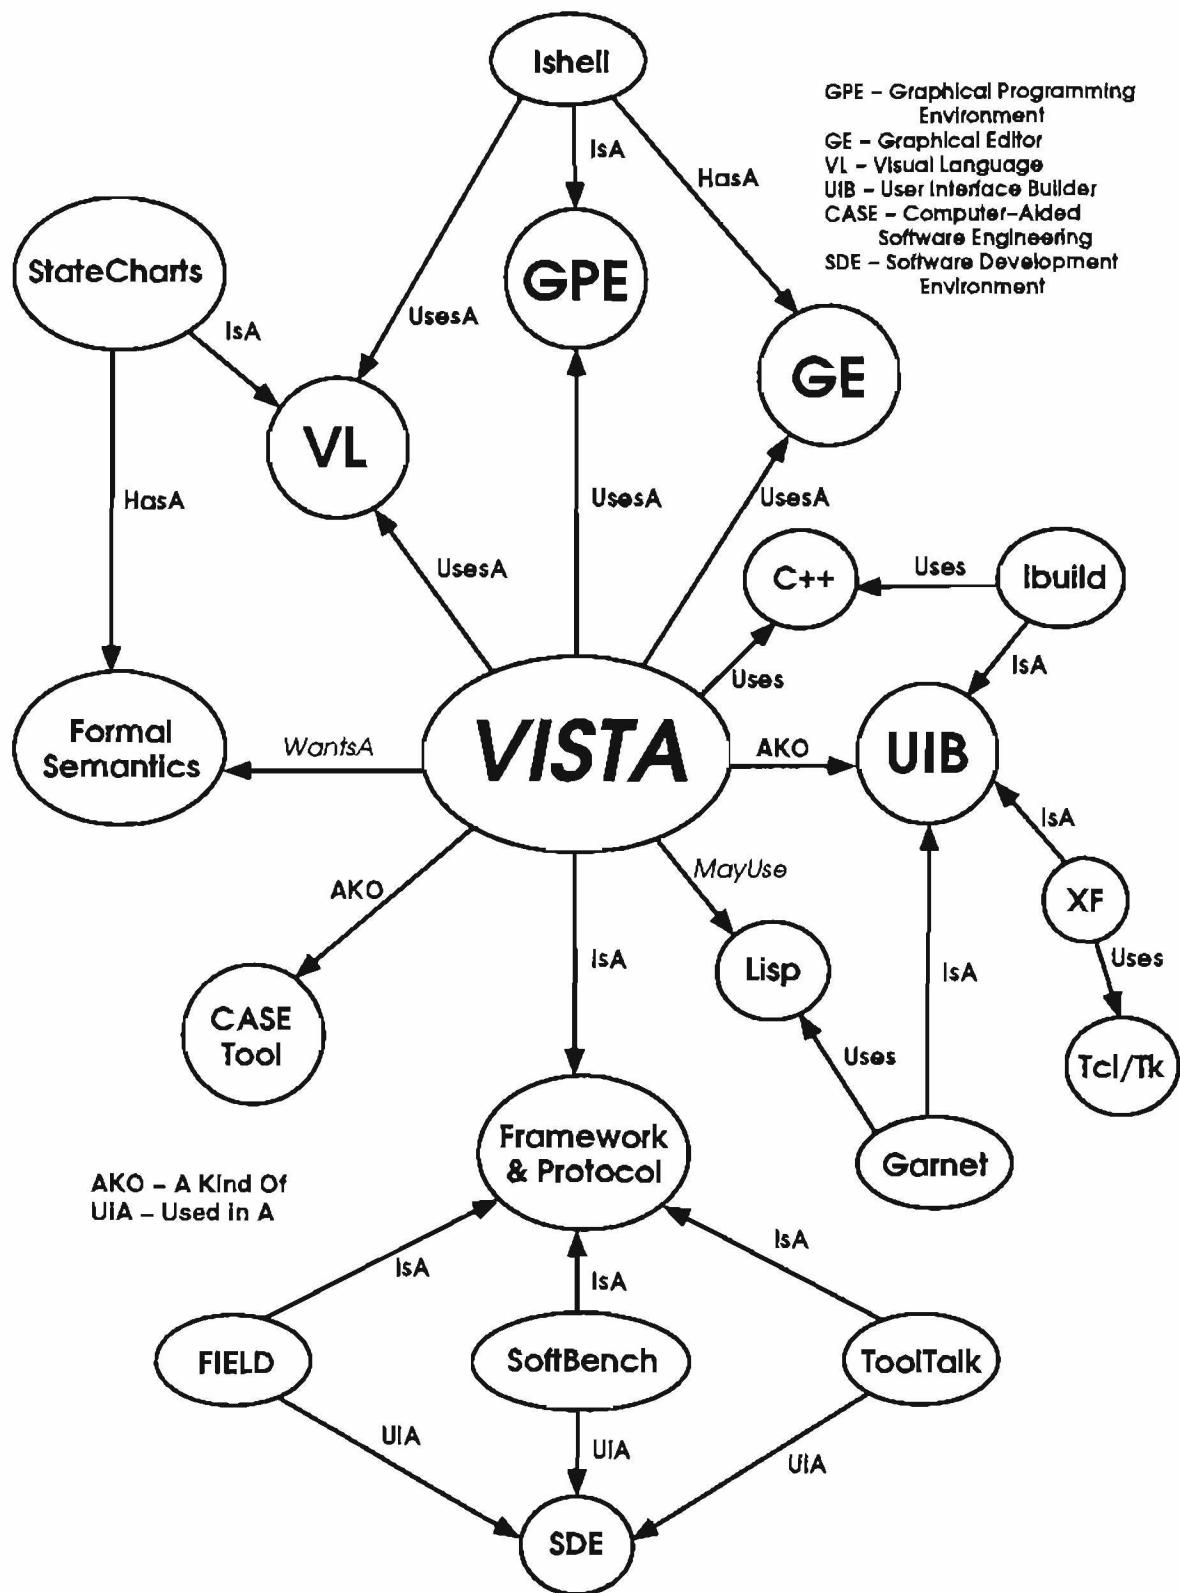 Ishell
GPE – Graphical Programming
Environment
GE – Graphical Editor
VL – Visual Language
UIB – User Interface Builder
CASE – Computer-Aided
Software Engineering
SDE – Software Development
Environment
IsA
HasA
UsesA
StateCharts
GPE
IsA
GE
VL
HasA
UsesA
UsesA
UsesA
C++
Uses
Ibuild
Uses
IsA
Formal
Semantics
WantsA
VISTA
AKO
UIB
AKO
MayUse
IsA
XF
IsA
Lisp
IsA
Uses
CASE
Tool
Uses
Tcl/Tk
Framework
& Protocol
Garnet
AKO – A Kind Of
UiA – Used in A
IsA
IsA
IsA
FIELD
SoftBench
ToolTalk
UiA
UiA
UiA
SDE